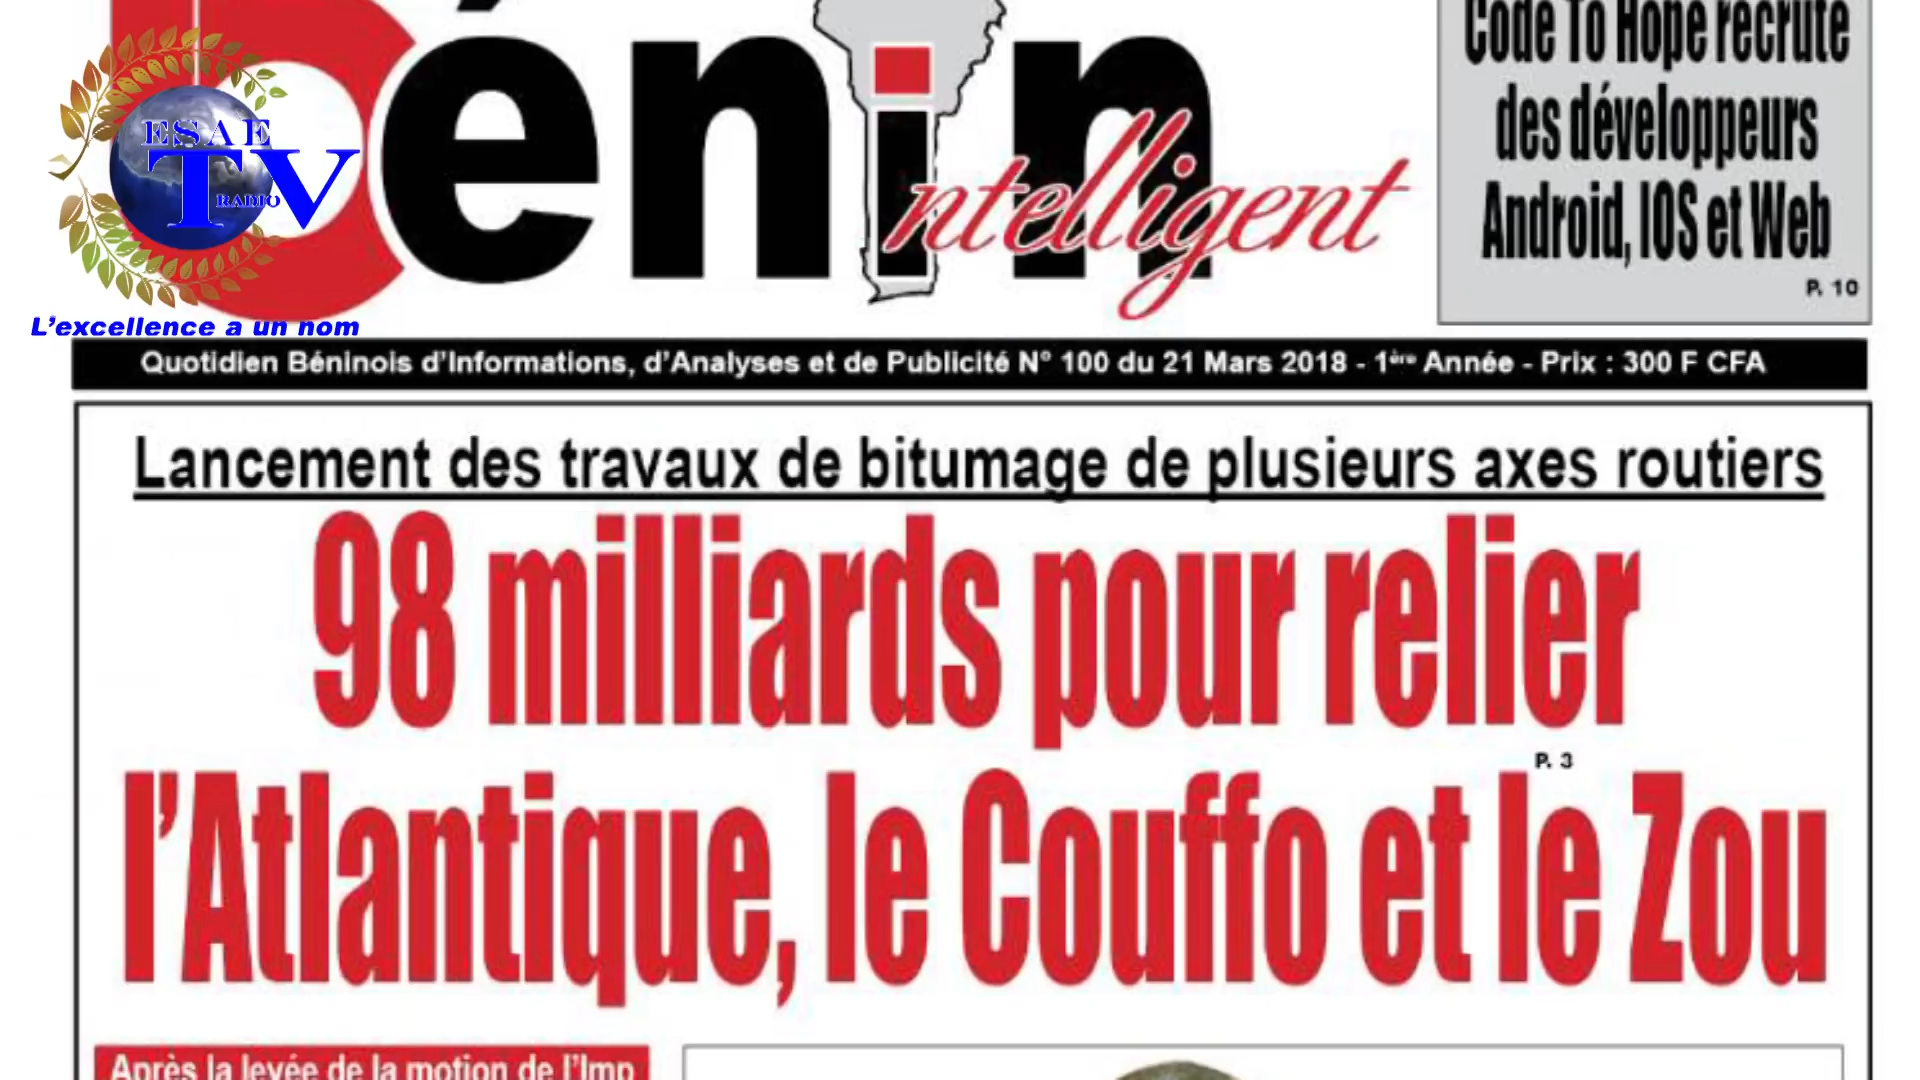 Bénin
intelligent
ESAE
TV
RADIO
L'excellence a un nom
Code To Hope recrute
des développeurs
Android, IOS et Web
P. 10
Quotidien Béninois d'Informations, d'Analyses et de Publicité N° 100 du 21 Mars 2018 - 1ère Année - Prix : 300 F CFA
Lancement des travaux de bitumage de plusieurs axes routiers
98 milliards pour relier
P. 3
l'Atlantique, le Couffo et le Zou
Après la levée de la motion de l'Imp